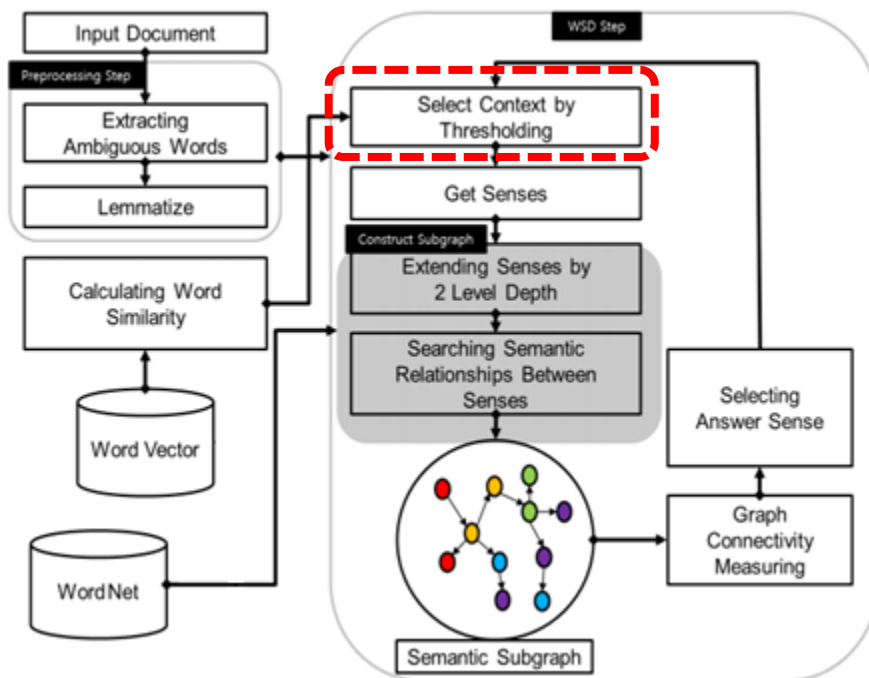 Input Document
Preprocessing Step
Extracting
Ambiguous Words
Lemmatize
Calculating Word
Similarity
Word Vector
WordNet
WSD Step
Select Context by
Thresholding
Get Senses
Construct Subgraph
Extending Senses by
2 Level Depth
Searching Semantic
Relationships Between
Senses
Semantic Subgraph
Selecting
Answer Sense
Graph
Connectivity
Measuring